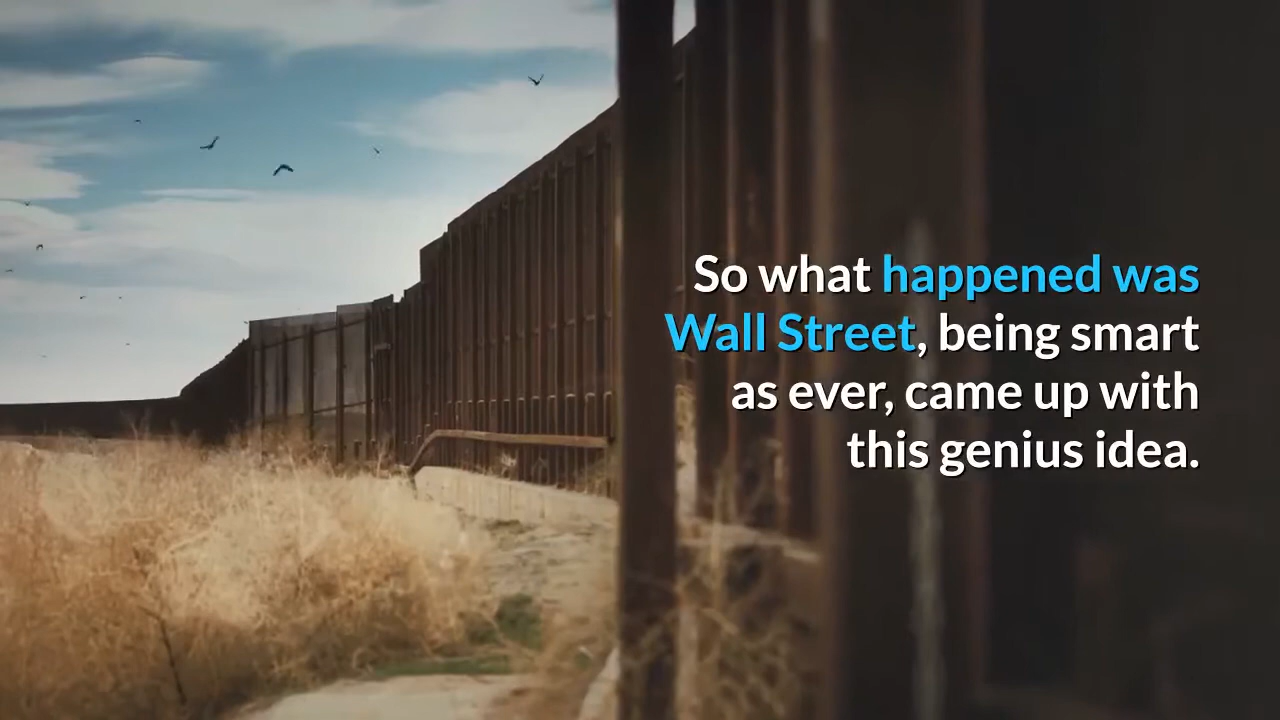 So what happened was
Wall Street, being smart
as ever, came up with
this genius idea.